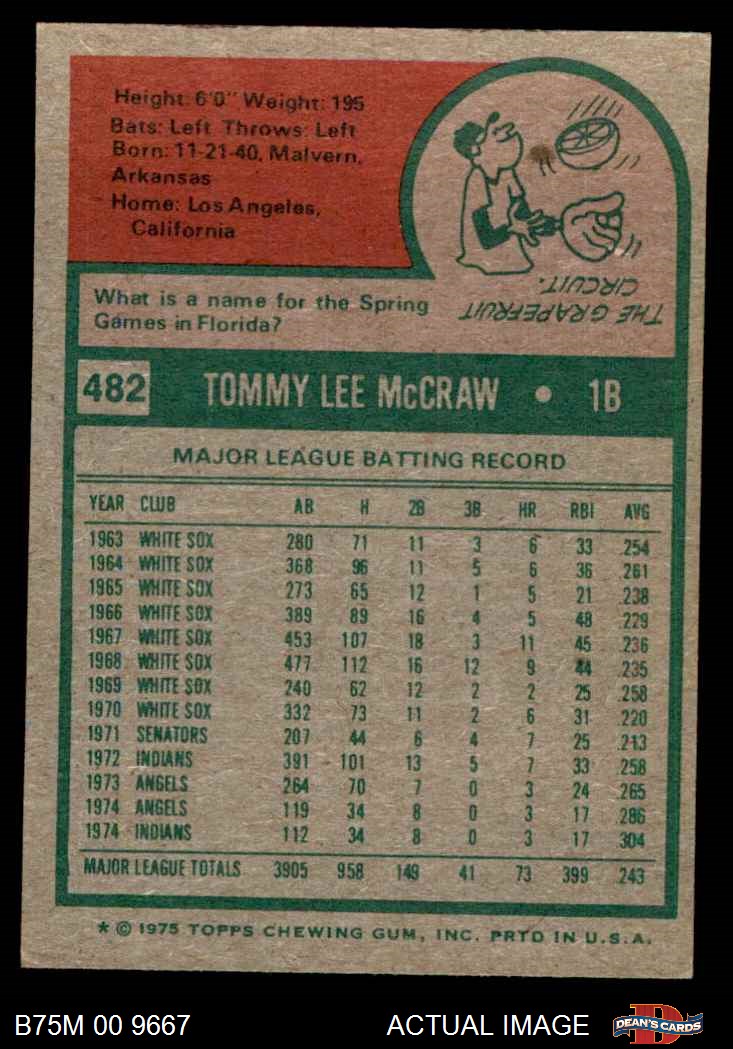 Height: 6'0" Weight: 195
Bats: Left Throws: Left
Born: 11-21-40, Malvern,
Arkansas
Home: Los Angeles,
California
What is a name for the Spring
Games in Florida?
THE GRAPEFRUIT
CIRCUIT.
482 TOMMY LEE McCRAW • 1B
MAJOR LEAGUE BATTING RECORD
YEAR CLUB AB H 2B 3B HR RBI AVG
1963 WHITE SOX 280 71 11 3 6 33 .254
1964 WHITE SOX 368 96 11 5 6 36 .261
1965 WHITE SOX 273 65 12 1 5 21 .238
1966 WHITE SOX 389 89 16 4 5 48 .229
1967 WHITE SOX 453 107 18 3 11 45 .236
1968 WHITE SOX 477 112 16 12 9 44 .235
1969 WHITE SOX 240 62 12 2 2 25 .258
1970 WHITE SOX 332 73 11 2 6 31 .220
1971 SENATORS 207 44 6 4 7 25 .213
1972 INDIANS 391 101 13 5 7 33 .258
1973 ANGELS 264 70 7 0 3 24 .265
1974 ANGELS 119 34 8 0 3 17 .286
1974 INDIANS 112 34 8 0 3 17 .304
MAJOR LEAGUE TOTALS 3905 958 149 41 73 399 .243
* © 1975 TOPPS CHEWING GUM, INC. PRTD IN U.S.A.
B75M 00 9667 ACTUAL IMAGE DEAN'S CARDS